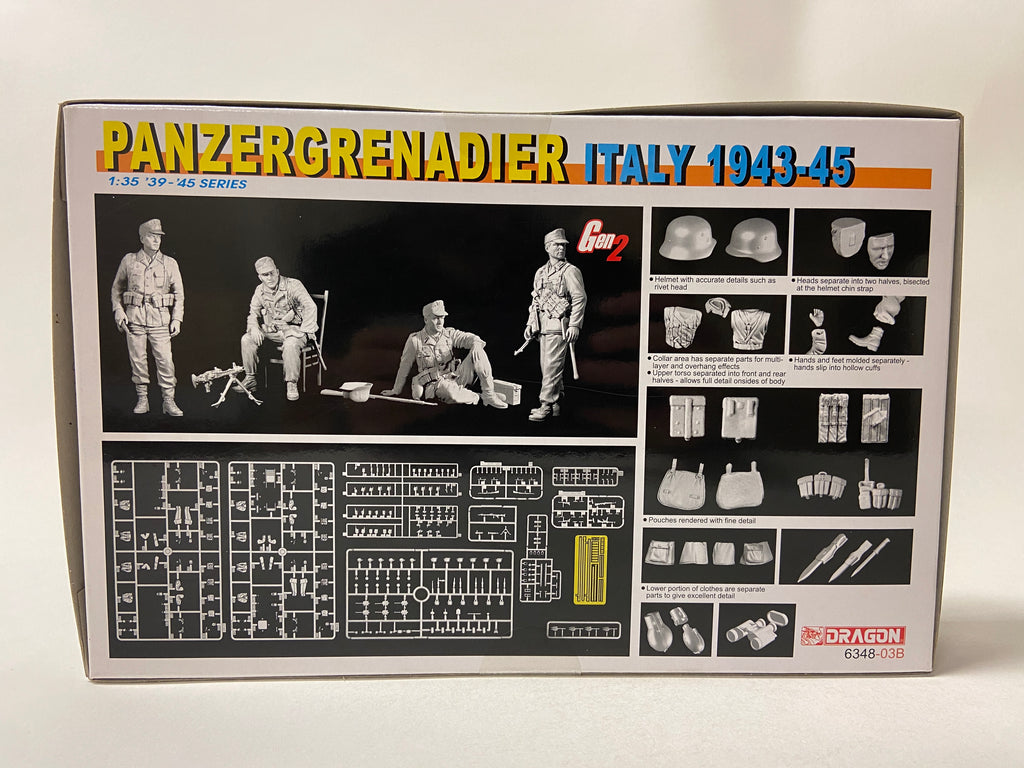 PANZERGRENADIER ITALY 1943-45
1:35 '39-'45 SERIES
Gen2
• Helmet with accurate details such as
rivet head
• Heads separate into two halves, bisected
at the helmet chin strap
• Collar area has separate parts for multi-
layer and overhang effects
• Upper torso separated into front and rear
halves - allows full detail onsides of body
• Hands and feet molded separately -
hands slip into hollow cuffs
• Pouches rendered with fine detail
• Lower portion of clothes are separate
parts to give excellent detail
DRAGON
6348-03B